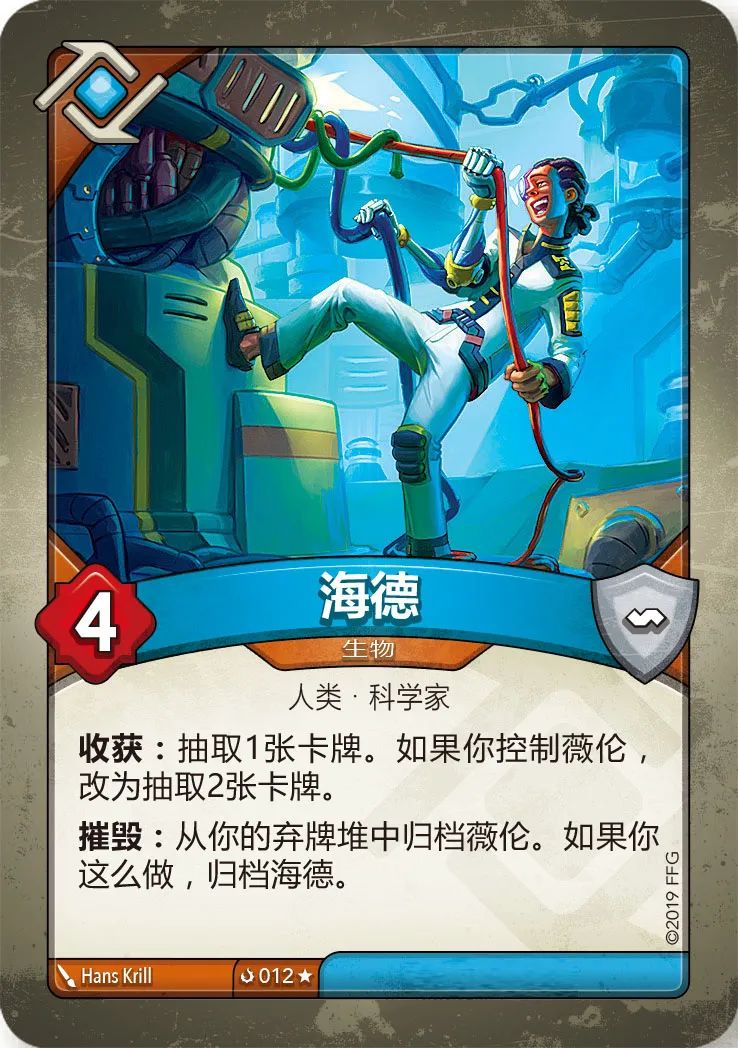 海德
4
生物
人类 · 科学家
收获：抽取1张卡牌。如果你控制薇伦，
改为抽取2张卡牌。
摧毁：从你的弃牌堆中归档薇伦。如果你
这么做，归档海德。
©2019 FFG
Hans Krill
012